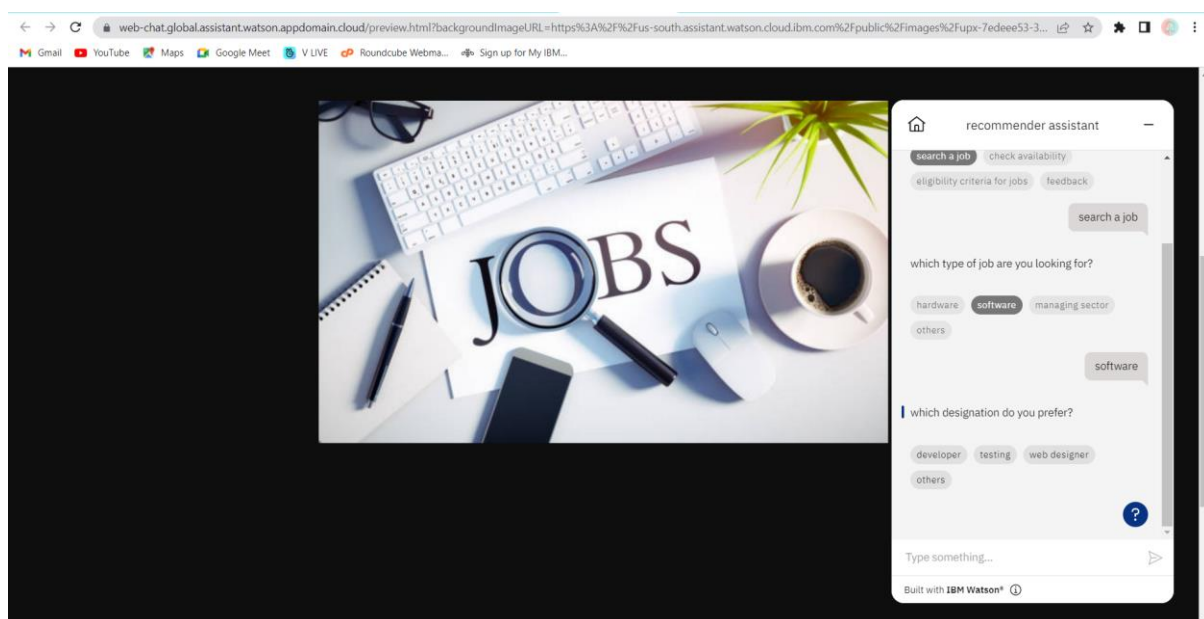 web-chat.global.assistant.watson.appdomain.cloud/preview.html?backgroundImageURL=https%3A%2F%2Fus-south.assistant.watson.cloud.ibm.com%2Fpublic%2Fimages%2Fupx-7edeee53-3...
Gmail YouTube Maps Google Meet V LIVE Roundcube Webma... Sign up for My IBM...
JOBS
recommender assistant
search a job check availability
eligibility criteria for jobs feedback
search a job
which type of job are you looking for?
hardware software managing sector
others
software
which designation do you prefer?
developer testing web designer
others
?
Type something...
Built with IBM Watson®